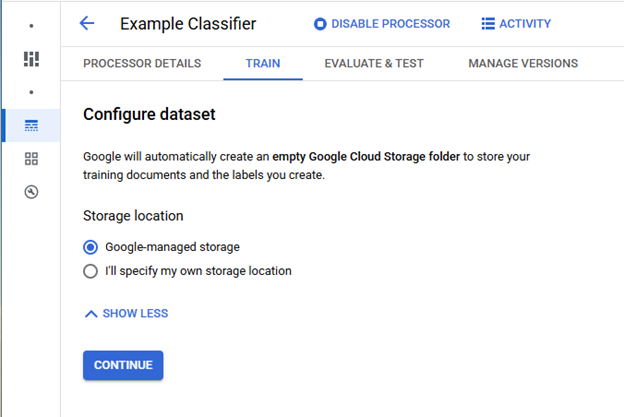 Example Classifier
DISABLE PROCESSOR
ACTIVITY
PROCESSOR DETAILS
TRAIN
EVALUATE & TEST
MANAGE VERSIONS
Configure dataset
Google will automatically create an empty Google Cloud Storage folder to store your
training documents and the labels you create.
Storage location
Google-managed storage
I'll specify my own storage location
SHOW LESS
CONTINUE